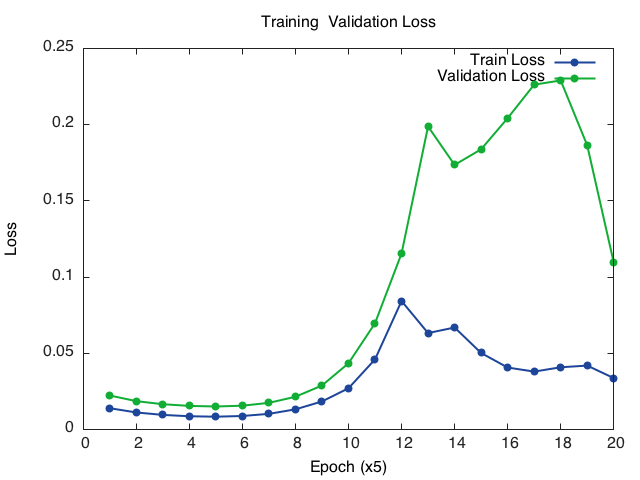 Training  Validation Loss
Train Loss
Validation Loss
0.25
0.2
0.15
0.1
0.05
0
Loss
0 2 4 6 8 10 12 14 16 18 20
Epoch (x5)